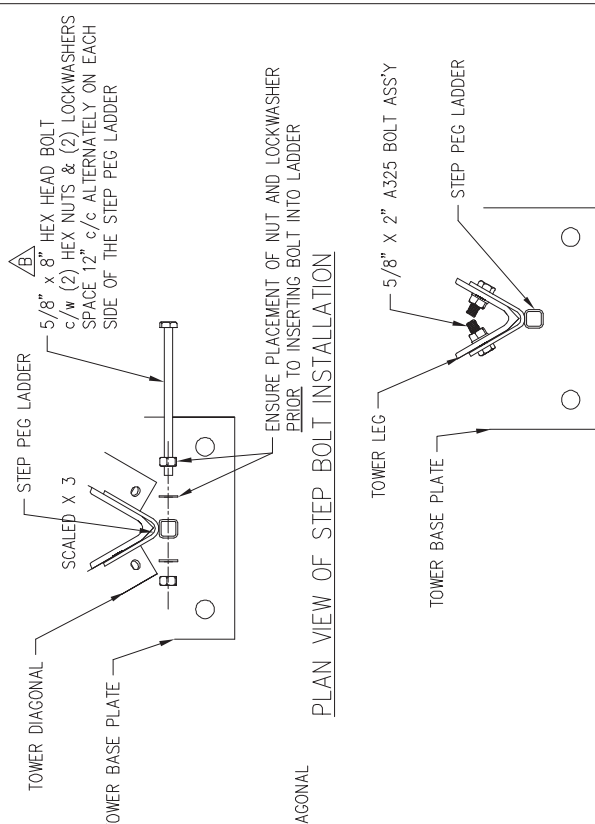 STEP PEG LADDER
B
5/8" x 8" HEX HEAD BOLT
c/w (2) HEX NUTS & (2) LOCKWASHERS
SPACE 12" c/c ALTERNATELY ON EACH
SIDE OF THE STEP PEG LADDER
SCALED X 3
TOWER DIAGONAL
OWER BASE PLATE
ENSURE PLACEMENT OF NUT AND LOCKWASHER
PRIOR TO INSERTING BOLT INTO LADDER
AGONAL
PLAN VIEW OF STEP BOLT INSTALLATION
5/8" X 2" A325 BOLT ASS'Y
STEP PEG LADDER
TOWER LEG
TOWER BASE PLATE